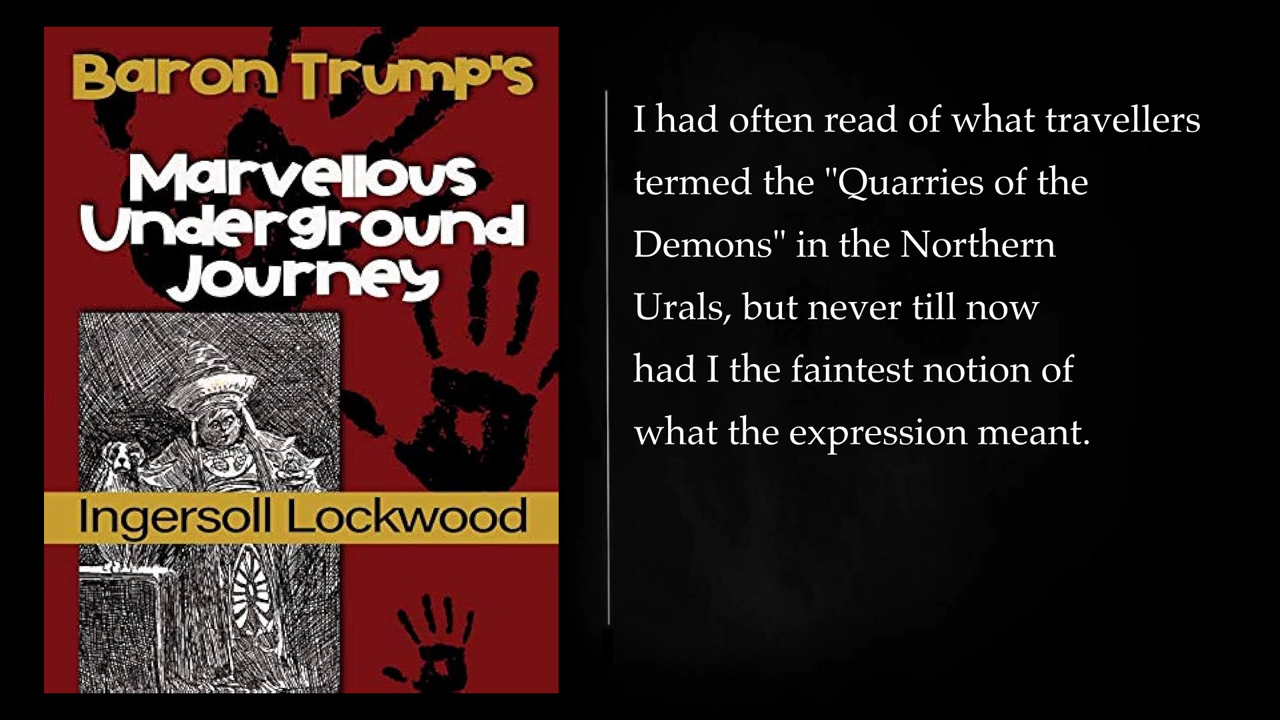 Baron Trump's
Marvellous
Underground
Journey
Ingersoll Lockwood
I had often read of what travellers
termed the "Quarries of the
Demons" in the Northern
Urals, but never till now
had I the faintest notion of
what the expression meant.